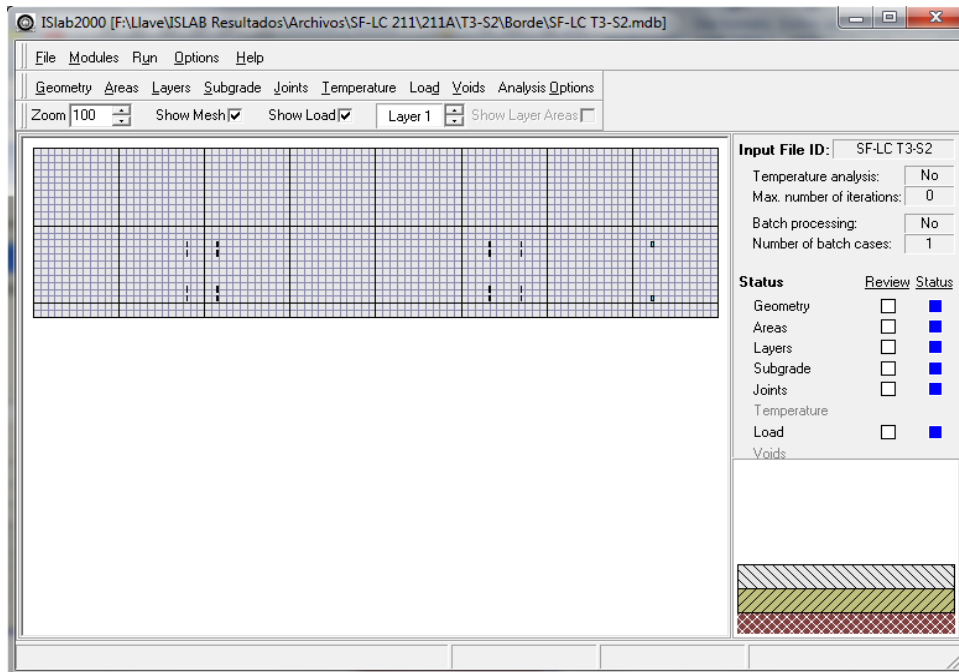 ISlab2000 [F:\Llave\ISLAB Resultados\Archivos\SF-LC 211\211A\T3-S2\Borde\SF-LC T3-S2.mdb]
File Modules Run Options Help
Geometry Areas Layers Subgrade Joints Temperature Load Voids Analysis Options
Zoom 100 Show Mesh Show Load Layer 1 Show Layer Areas
Input File ID: SF-LC T3-S2
Temperature analysis: No
Max. number of iterations: 0
Batch processing: No
Number of batch cases: 1
Status Review Status
Geometry
Areas
Layers
Subgrade
Joints
Temperature
Load
Voids